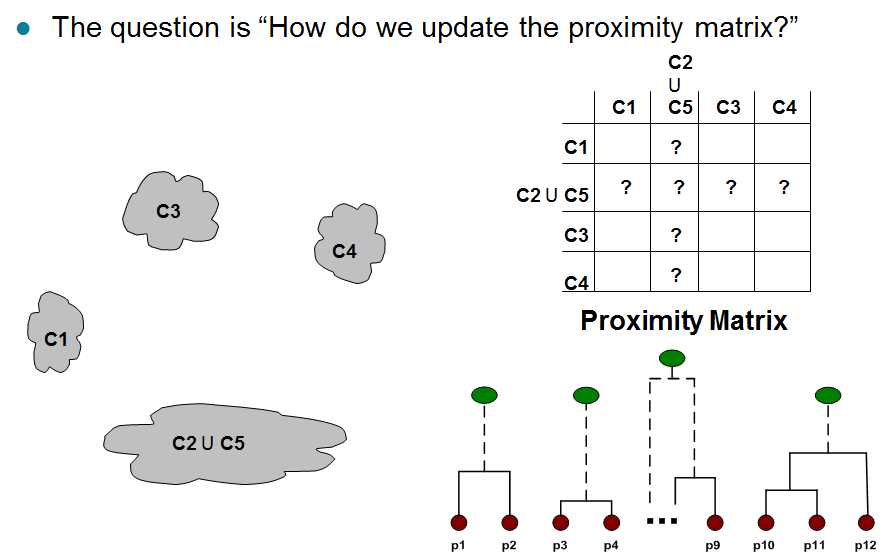 The question is “How do we update the proximity matrix?”
C2
U
C1 C5 C3 C4
C1 ?
C2 U C5 ? ? ? ?
C3 ?
C4 ?
Proximity Matrix
C3
C4
C1
C2 U C5
...
p1 p2 p3 p4 p9 p10 p11 p12